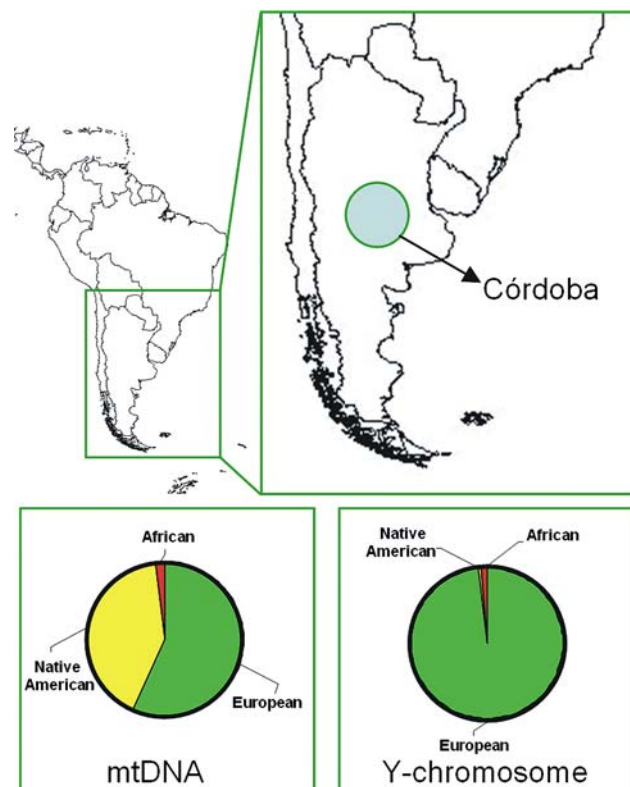 Córdoba
African
Native
American
European
mtDNA
Native
American
African
European
Y-chromosome